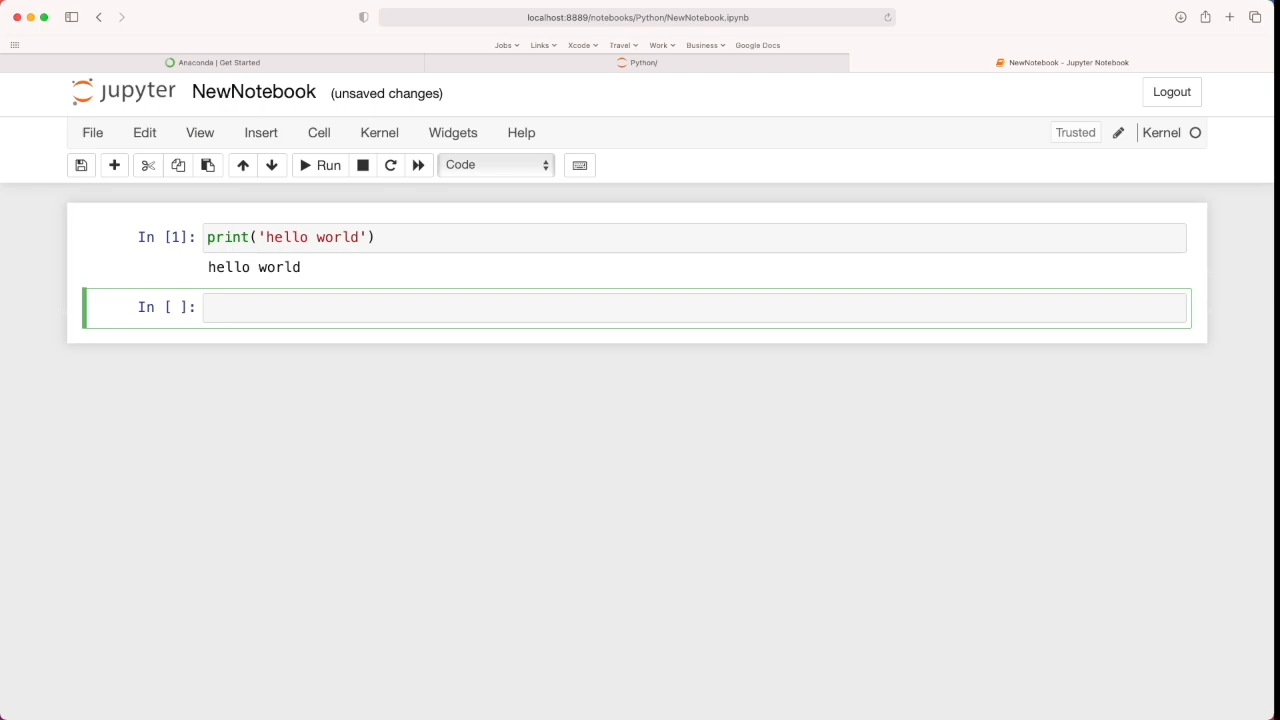 localhost:8889/notebooks/Python/NewNotebook.ipynb
Jobs Links Xcode Travel Work Business Google Docs
Anaconda | Get Started Python/ NewNotebook - Jupyter Notebook
jupyter NewNotebook (unsaved changes) Logout
File Edit View Insert Cell Kernel Widgets Help Trusted Kernel
Run Code
In [1]: print('hello world')
hello world
In [ ]: